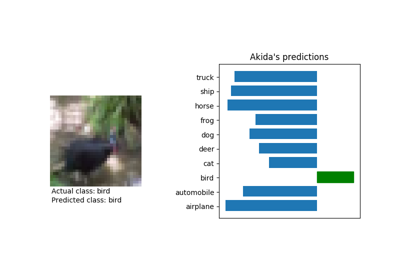 Akida's predictions
truck
ship
horse
frog
dog
deer
cat
bird
automobile
airplane
Actual class: bird
Predicted class: bird